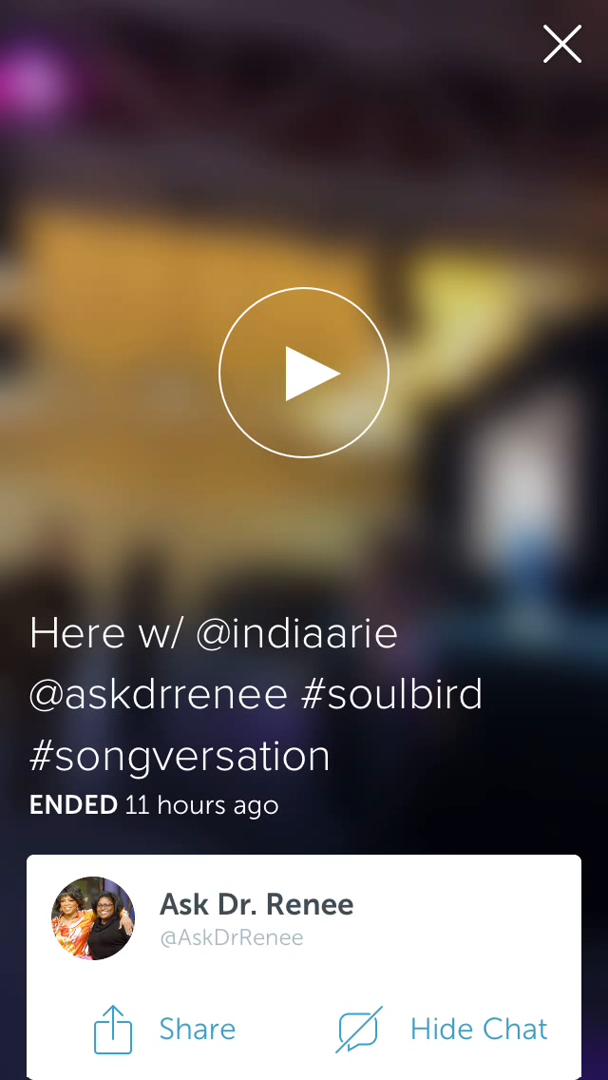 Here w/ @indiaarie
@askdrrenee #soulbird
#songversation
ENDED 11 hours ago
Ask Dr. Renee
@AskDrRenee
Share
Hide Chat